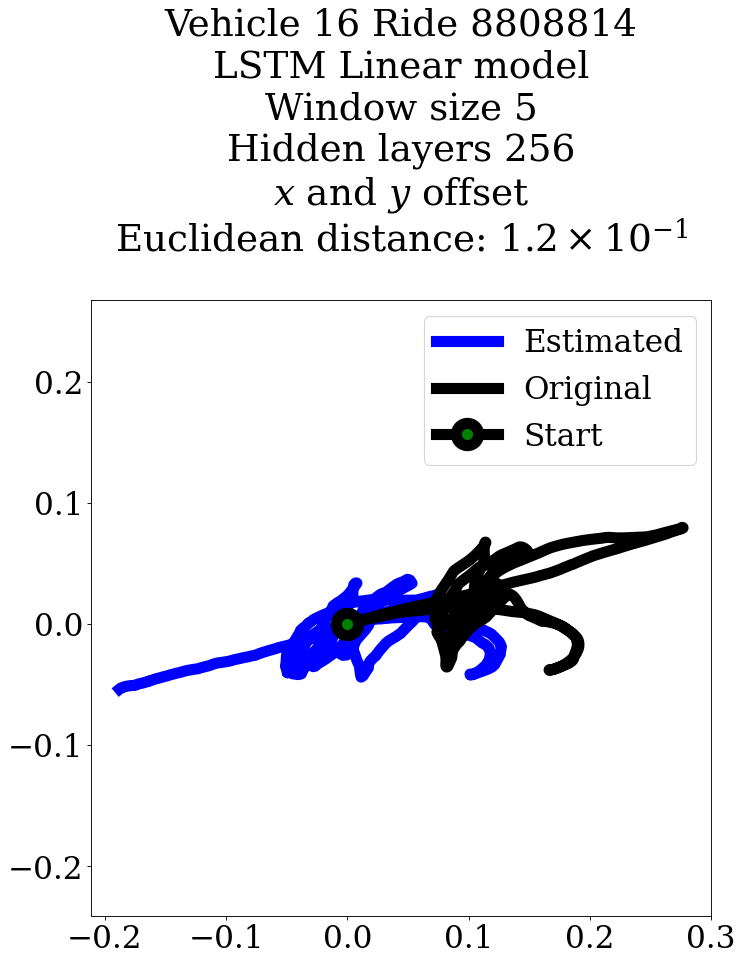 Vehicle 16 Ride 8808814
LSTM Linear model
Window size 5
Hidden layers 256
x and y offset
Euclidean distance: 1.2 × 10⁻¹
Estimated
Original
Start
0.2
0.1
0.0
−0.1
−0.2
−0.2 −0.1 0.0 0.1 0.2 0.3